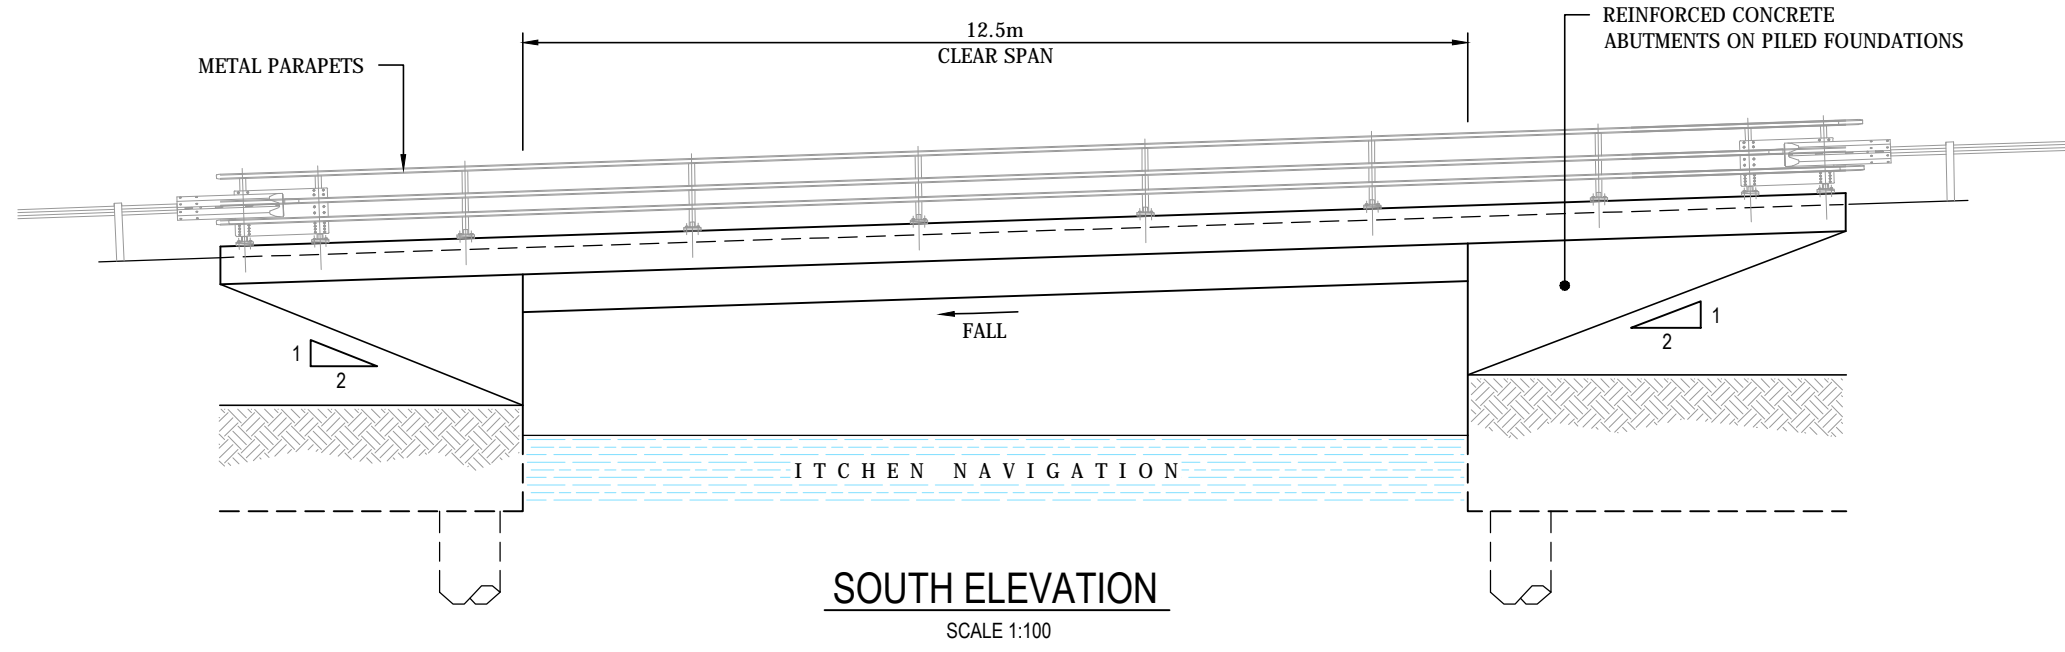 12.5m
CLEAR SPAN
REINFORCED CONCRETE
ABUTMENTS ON PILED FOUNDATIONS
METAL PARAPETS
FALL
1
2
1
2
ITCHEN NAVIGATION
SOUTH ELEVATION
SCALE 1:100